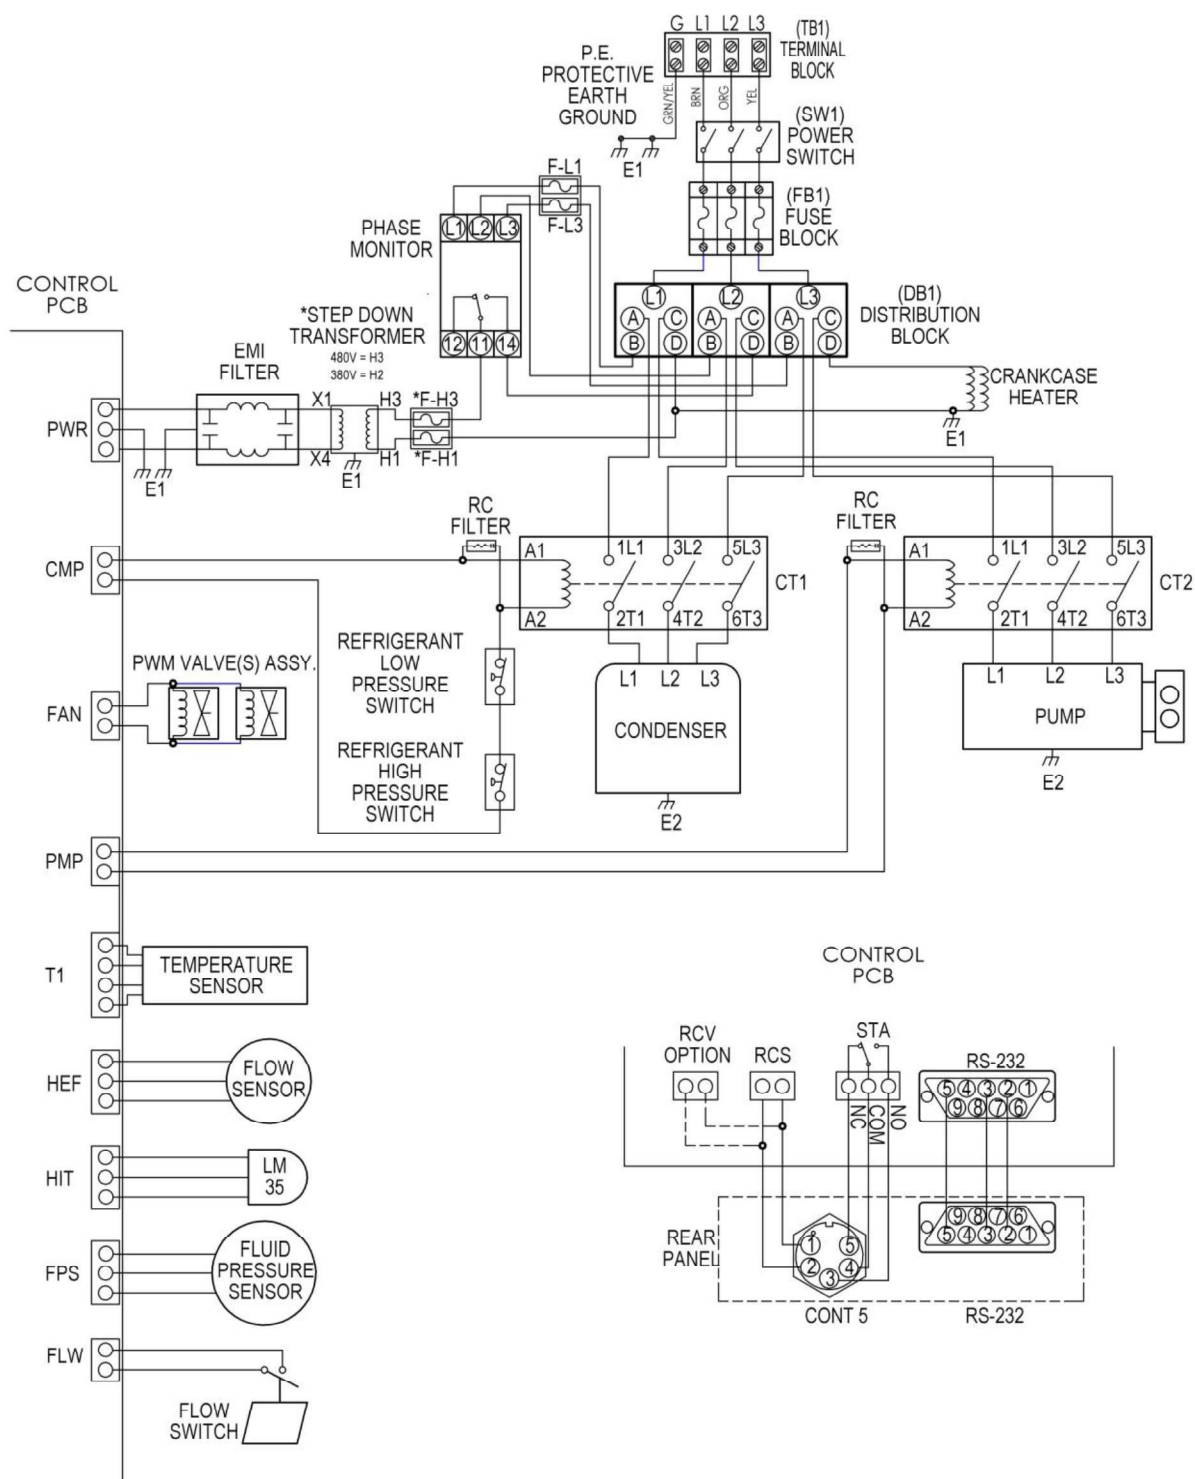 G L1 L2 L3
(TB1)
TERMINAL
BLOCK
P.E.
PROTECTIVE
EARTH
GROUND
GRN/YEL
BRN
ORG
YEL
E1
(SW1)
POWER
SWITCH
F-L1
F-L3
(FB1)
FUSE
BLOCK
PHASE
MONITOR
L1 L2 L3
12 11 14
L1 L2 L3
A C A C A C
B D B D B D
(DB1)
DISTRIBUTION
BLOCK
CONTROL
PCB
*STEP DOWN
TRANSFORMER
480V = H3
380V = H2
EMI
FILTER
CRANKCASE
HEATER
E1
PWR
X1
X4
H3
H1
*F-H3
*F-H1
E1
E1
RC
FILTER
RC
FILTER
CMP
A1
A2
1L1 3L2 5L3
2T1 4T2 6T3
CT1
A1
A2
1L1 3L2 5L3
2T1 4T2 6T3
CT2
REFRIGERANT
LOW
PRESSURE
SWITCH
L1 L2 L3
CONDENSER
E2
L1 L2 L3
PUMP
E2
PWM VALVE(S) ASSY.
FAN
REFRIGERANT
HIGH
PRESSURE
SWITCH
PMP
T1
TEMPERATURE
SENSOR
HEF
FLOW
SENSOR
HIT
LM
35
FPS
FLUID
PRESSURE
SENSOR
FLW
FLOW
SWITCH
CONTROL
PCB
RCV
OPTION
RCS
STA
NC
COM
NO
RS-232
5 4 3 2 1
9 8 7 6
REAR
PANEL
1 5
2 4
3
CONT 5
9 8 7 6
5 4 3 2 1
RS-232